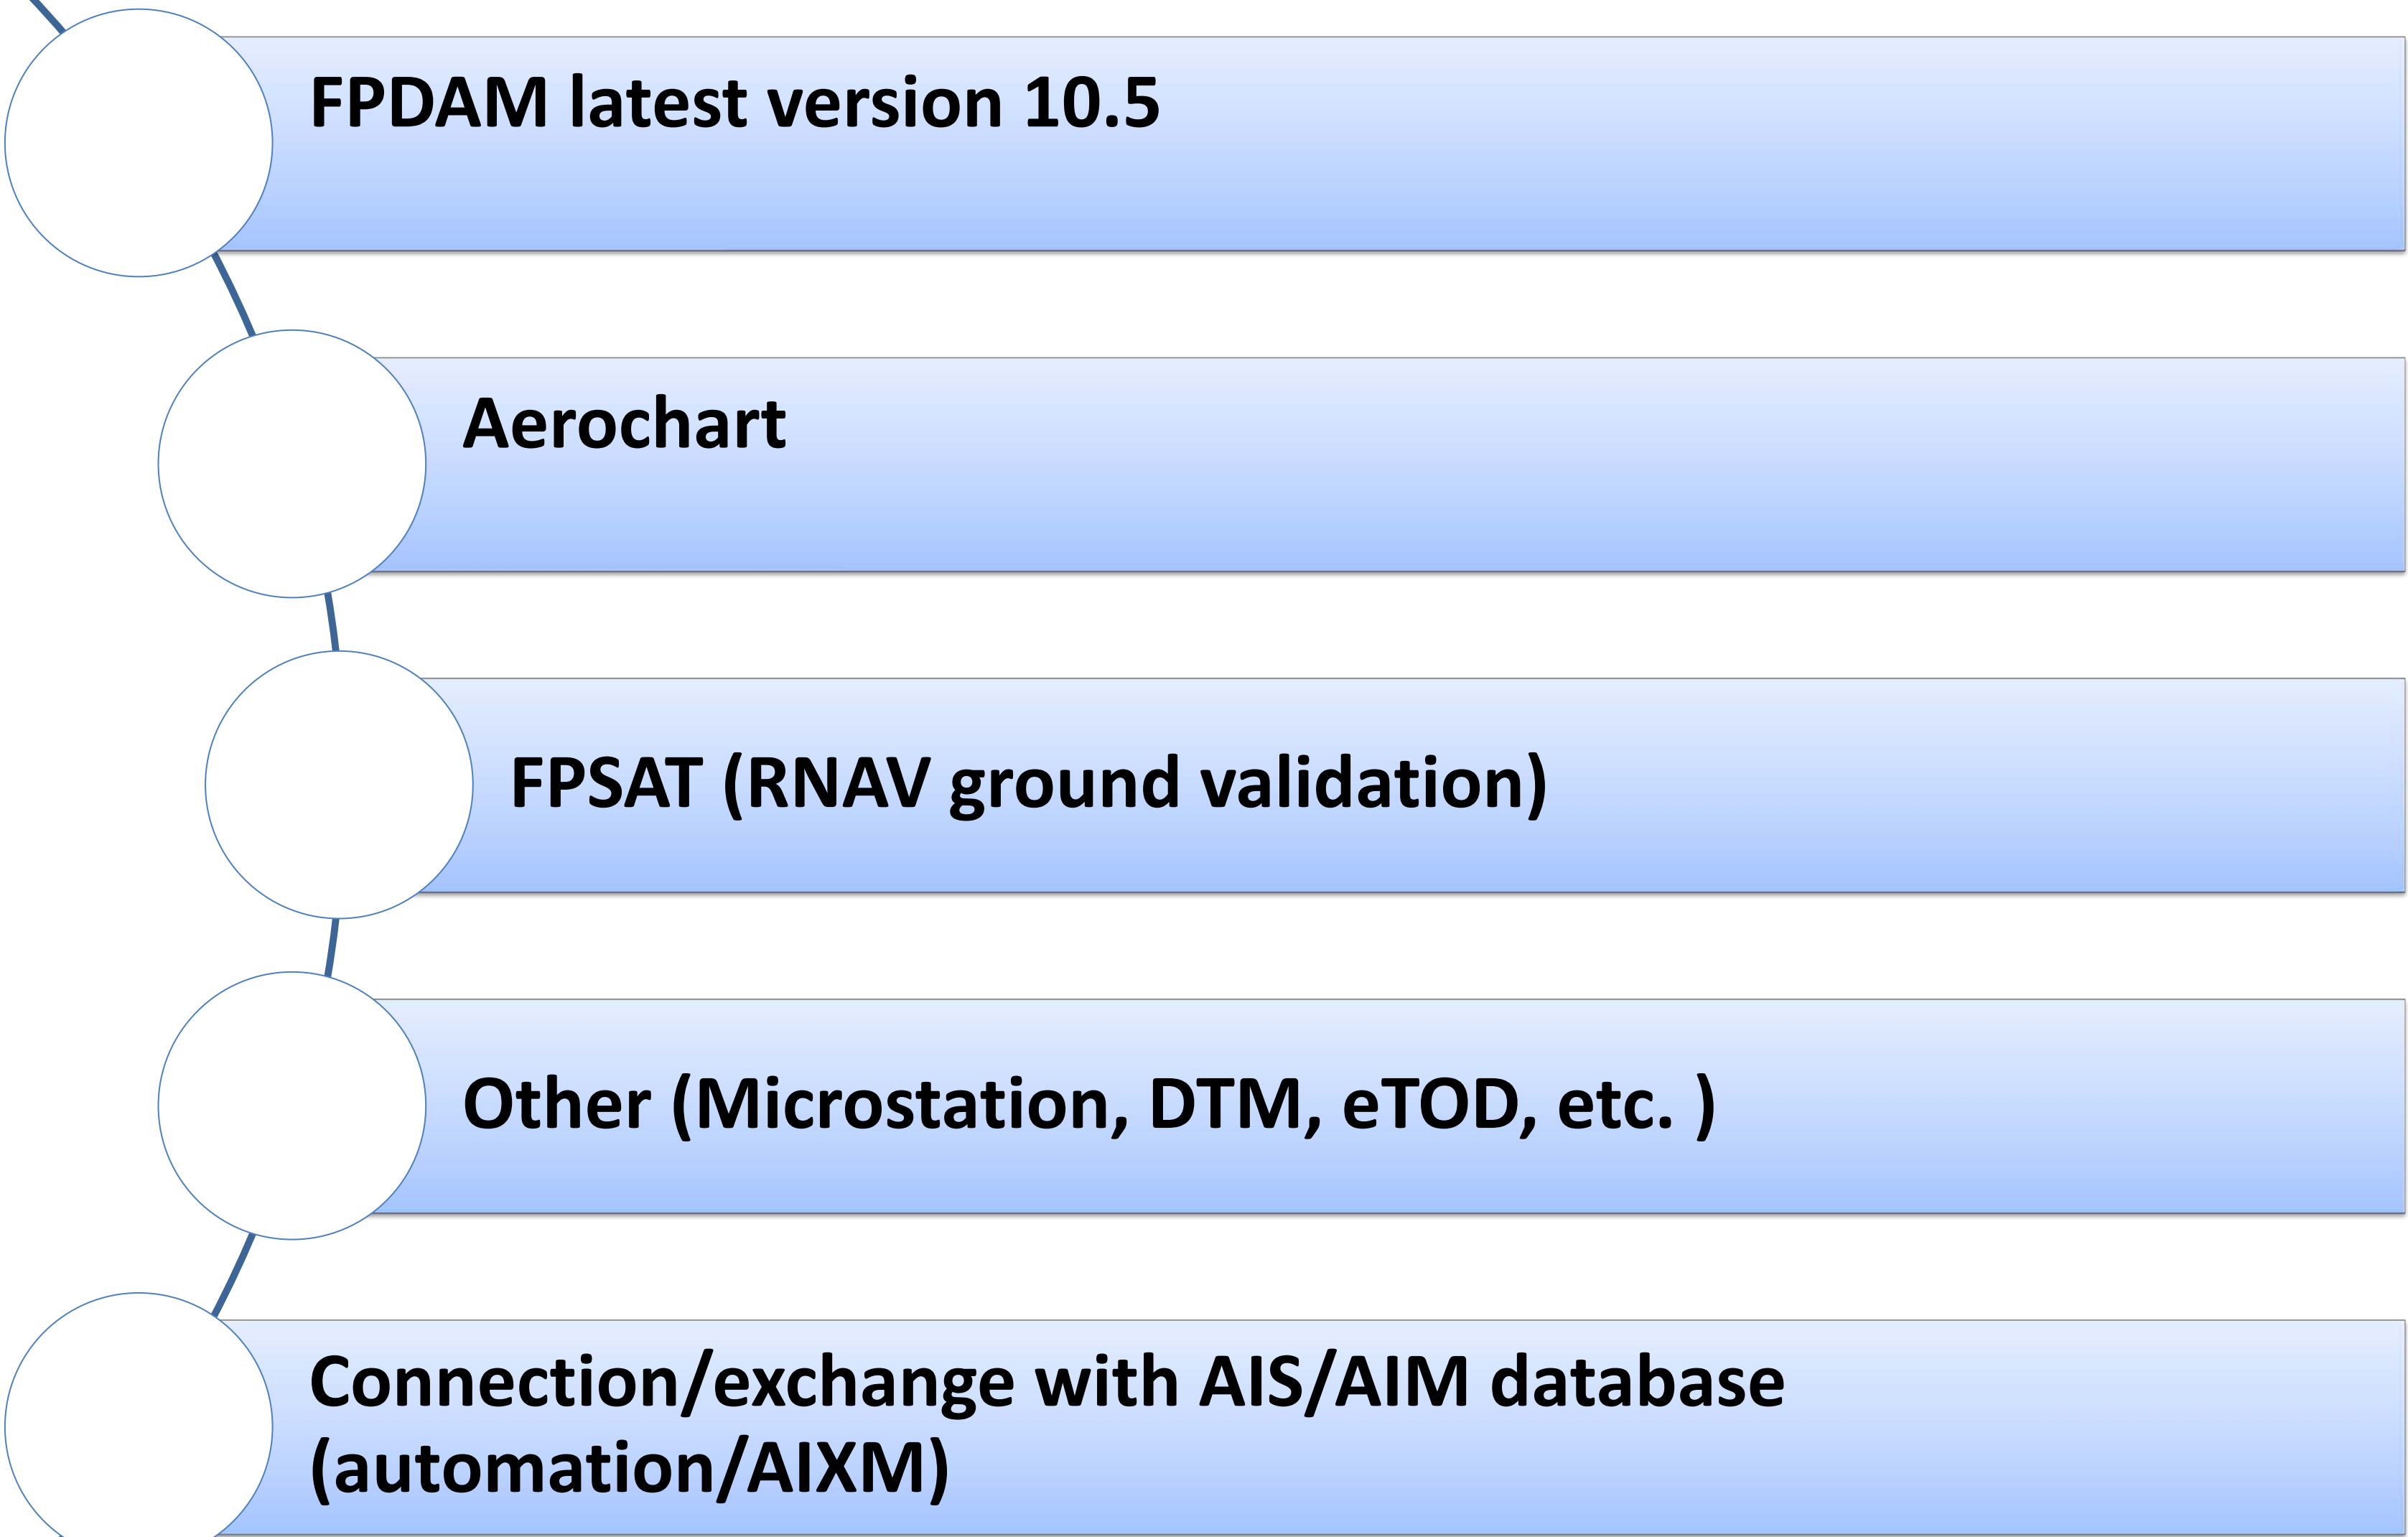 FPDAM latest version 10.5
Aerochart
FPSAT (RNAV ground validation)
Other (Microstation, DTM, eTOD, etc. )
Connection/exchange with AIS/AIM database
(automation/AIXM)